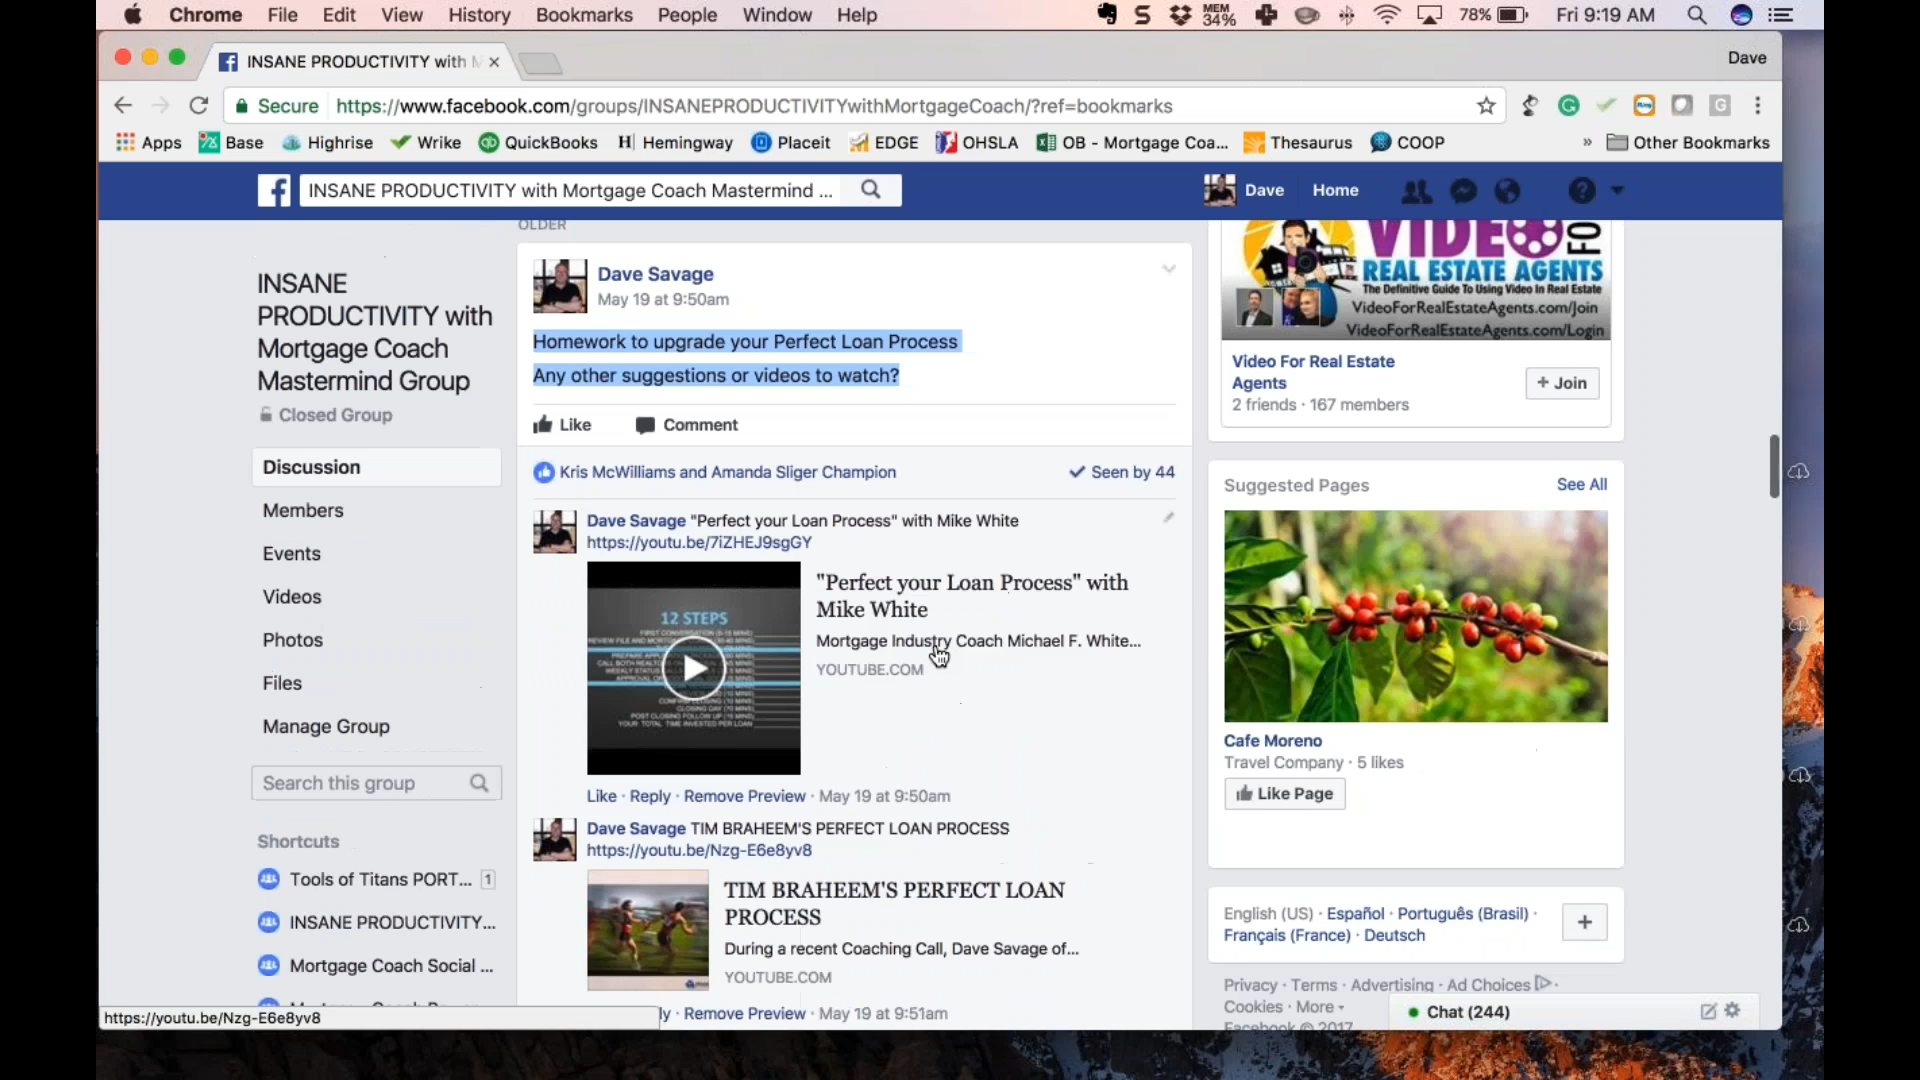 Chrome File Edit View History Bookmarks People Window Help
MEM 34% 78% Fri 9:19 AM
INSANE PRODUCTIVITY with
Dave
Secure https://www.facebook.com/groups/INSANEPRODUCTIVITYwithMortgageCoach/?ref=bookmarks
Apps Base Highrise Wrike QuickBooks Hemingway Placeit EDGE OHSLA OB - Mortgage Coa... Thesaurus COOP » Other Bookmarks
INSANE PRODUCTIVITY with Mortgage Coach Mastermind ...
Dave Home
INSANE
PRODUCTIVITY with
Mortgage Coach
Mastermind Group
Closed Group
Discussion
Members
Events
Videos
Photos
Files
Manage Group
Search this group
Shortcuts
Tools of Titans PORT... 1
INSANE PRODUCTIVITY...
Mortgage Coach Social ...
OLDER
Dave Savage
May 19 at 9:50am
Homework to upgrade your Perfect Loan Process
Any other suggestions or videos to watch?
Like Comment
Kris McWilliams and Amanda Sliger Champion
Seen by 44
Dave Savage "Perfect your Loan Process" with Mike White
https://youtu.be/7iZHEJ9sgGY
12 STEPS
"Perfect your Loan Process" with
Mike White
Mortgage Industry Coach Michael F. White...
YOUTUBE.COM
Like · Reply · Remove Preview · May 19 at 9:50am
Dave Savage TIM BRAHEEM'S PERFECT LOAN PROCESS
https://youtu.be/Nzg-E6e8yv8
TIM BRAHEEM'S PERFECT LOAN
PROCESS
During a recent Coaching Call, Dave Savage of...
YOUTUBE.COM
ly · Remove Preview · May 19 at 9:51am
VIDEO FOR
REAL ESTATE AGENTS
The Definitive Guide To Using Video In Real Estate
VideoForRealEstateAgents.com/Join
VideoForRealEstateAgents.com/Login
Video For Real Estate
Agents
2 friends · 167 members
+ Join
Suggested Pages See All
Cafe Moreno
Travel Company · 5 likes
Like Page
English (US) · Español · Português (Brasil) ·
Français (France) · Deutsch
Privacy · Terms · Advertising · Ad Choices ·
Cookies · More
Facebook © 2017
Chat (244)
https://youtu.be/Nzg-E6e8yv8